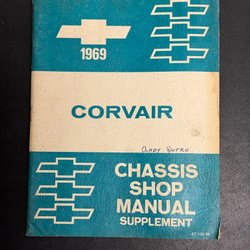 1969
CORVAIR
CHASSIS
SHOP
MANUAL
SUPPLEMENT